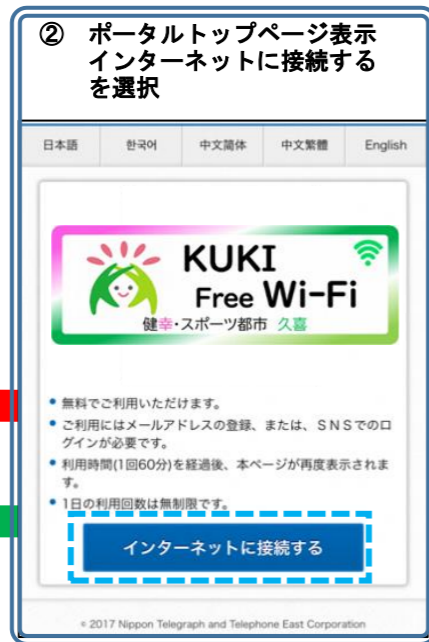 ② ポータルトップページ表示
インターネットに接続する
を選択
日本語 한국어 中文简体 中文繁體 English
KUKI
Free Wi-Fi
健幸・スポーツ都市 久喜
• 無料でご利用いただけます。
• ご利用にはメールアドレスの登録、または、SNSでのロ
グインが必要です。
• 利用時間(1回60分)を経過後、本ページが再度表示されま
す。
• 1日の利用回数は無制限です。
インターネットに接続する
© 2017 Nippon Telegraph and Telephone East Corporation